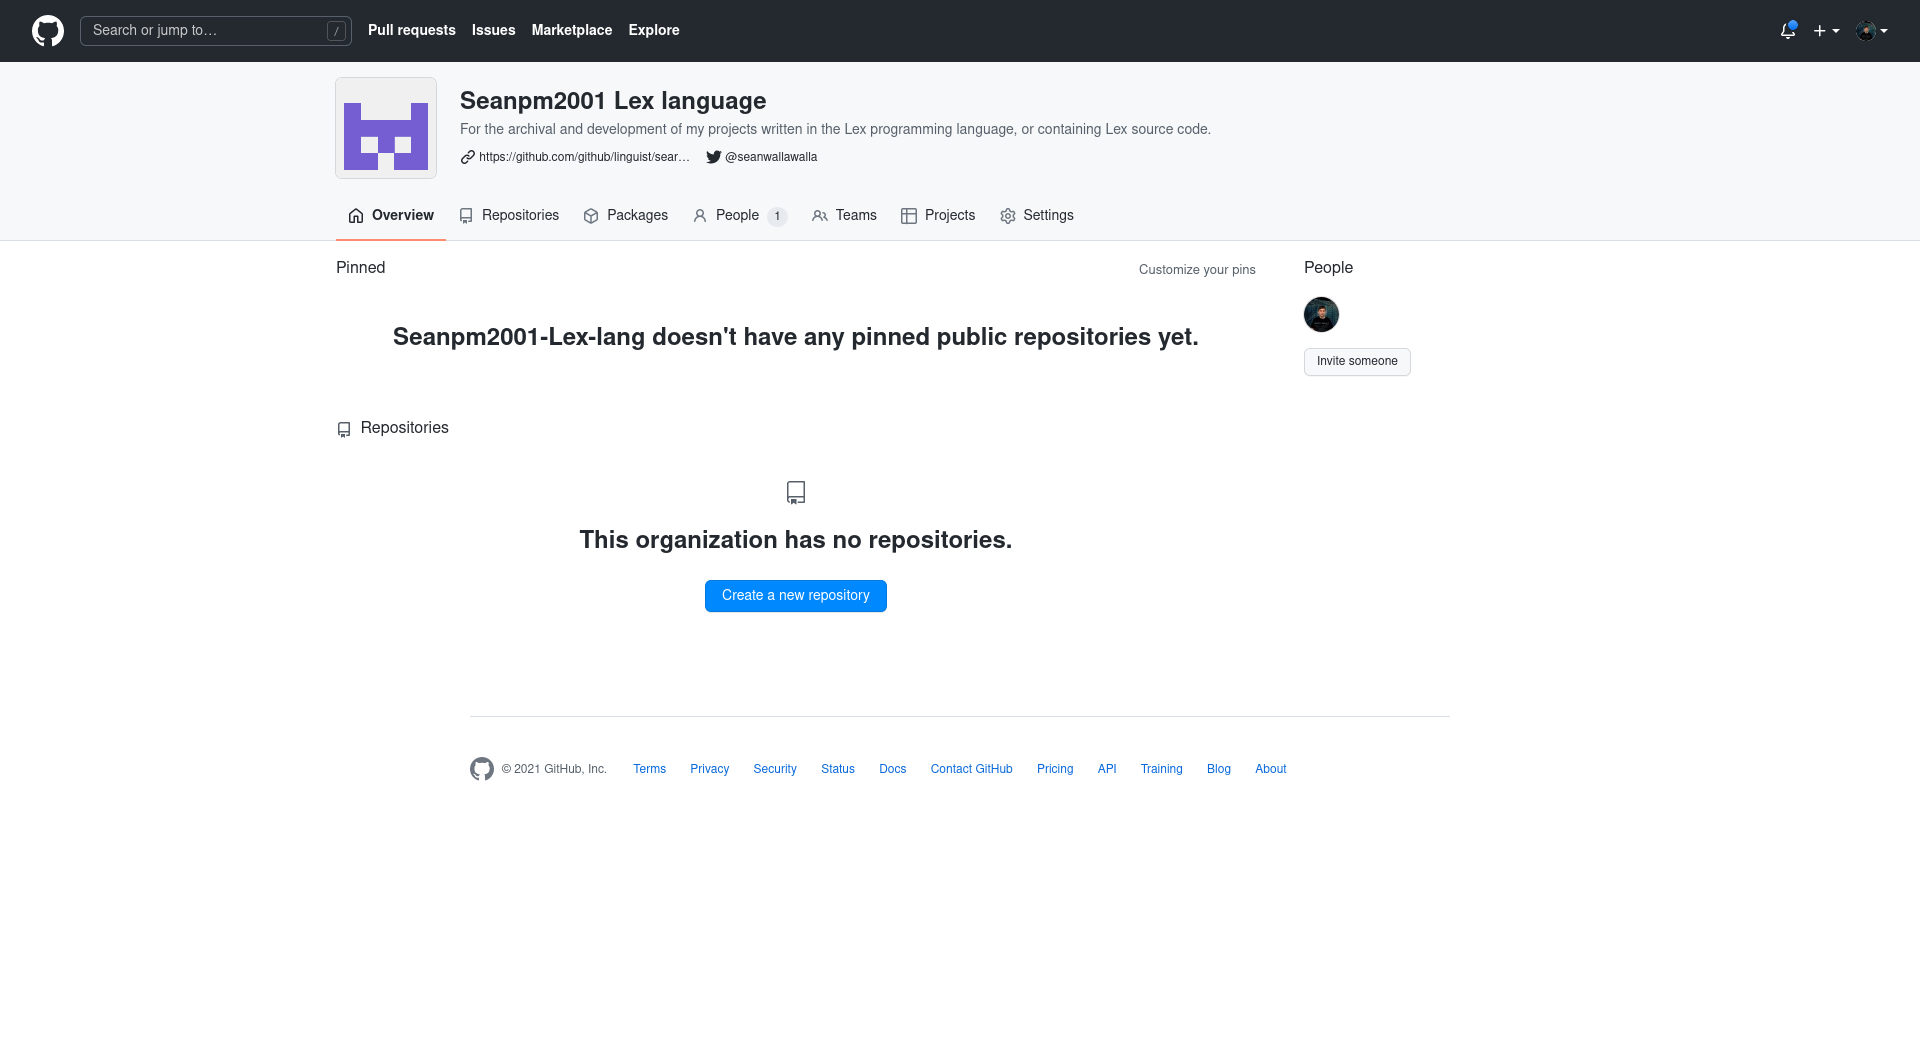 Search or jump to… /
Pull requests Issues Marketplace Explore
Seanpm2001 Lex language
For the archival and development of my projects written in the Lex programming language, or containing Lex source code.
https://github.com/github/linguist/sear… @seanwallawalla
Overview Repositories Packages People 1 Teams Projects Settings
Pinned
Customize your pins
People
Seanpm2001-Lex-lang doesn't have any pinned public repositories yet.
Invite someone
Repositories
This organization has no repositories.
Create a new repository
© 2021 GitHub, Inc. Terms Privacy Security Status Docs Contact GitHub Pricing API Training Blog About